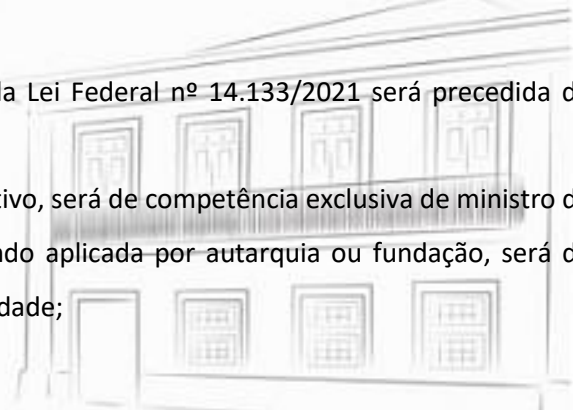 la Lei Federal nº 14.133/2021 será precedida d
tivo, será de competência exclusiva de ministro d
ndo aplicada por autarquia ou fundação, será d
dade;